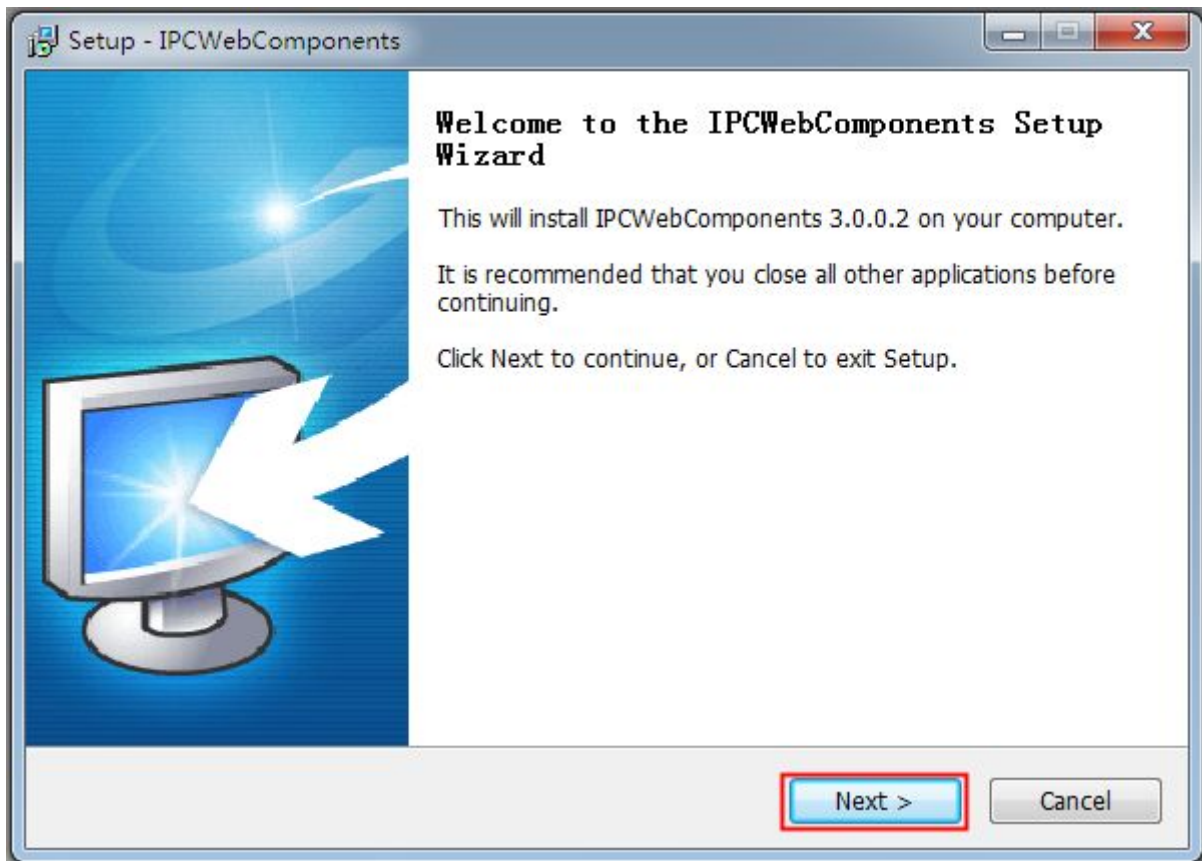 Setup - IPCWebComponents
Welcome to the IPCWebComponents Setup
Wizard
This will install IPCWebComponents 3.0.0.2 on your computer.
It is recommended that you close all other applications before
continuing.
Click Next to continue, or Cancel to exit Setup.
Next >
Cancel